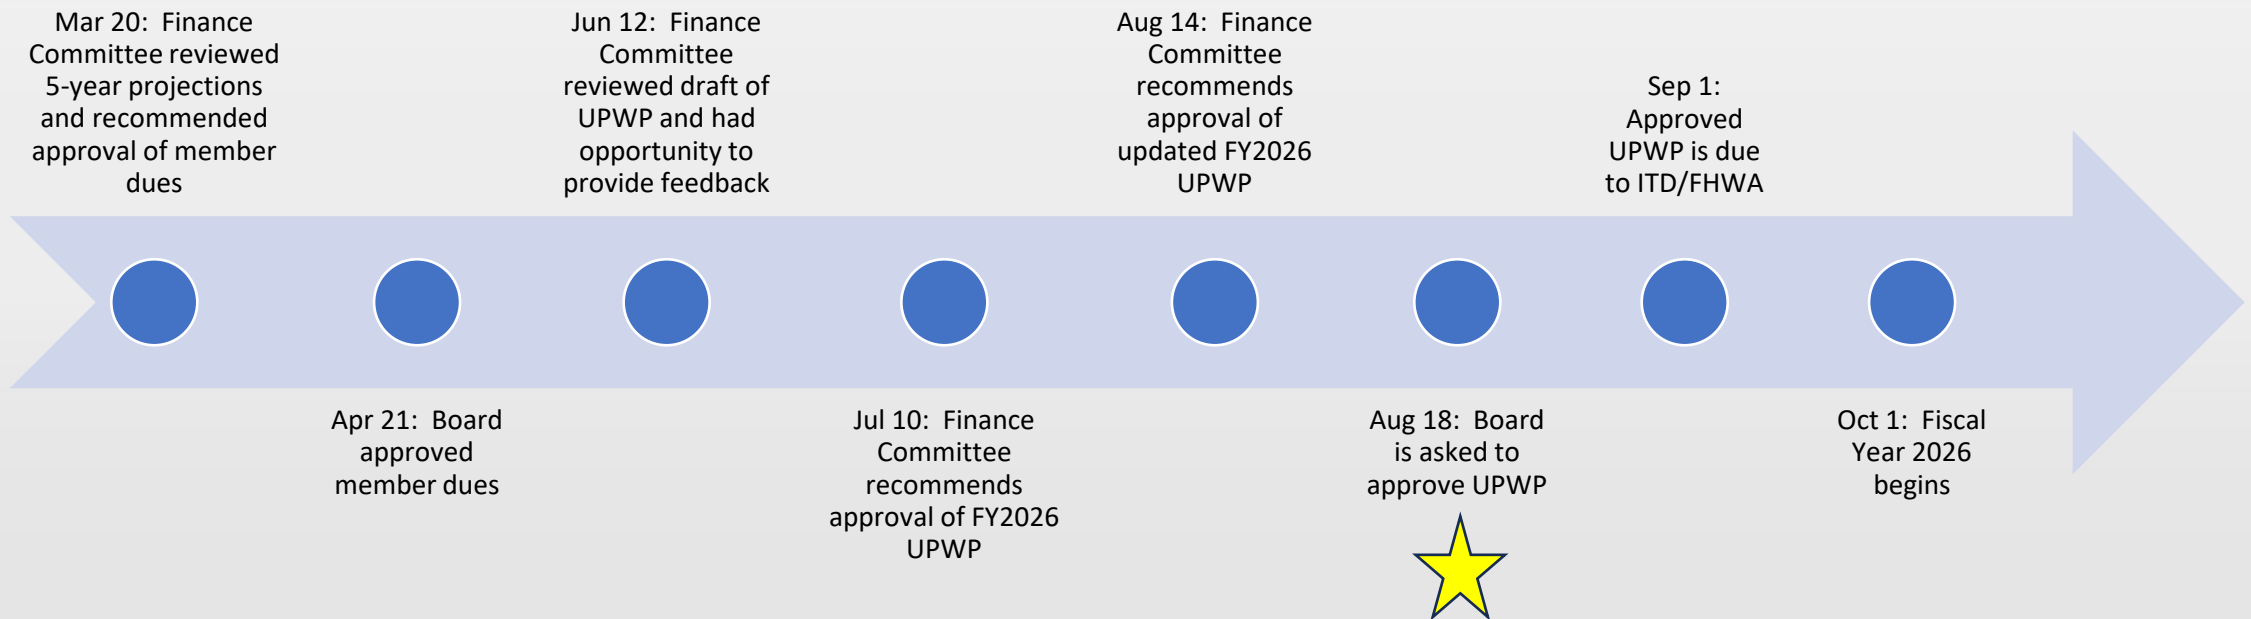 Mar 20:  Finance
Committee reviewed
5-year projections
and recommended
approval of member
dues
Apr 21:  Board
approved
member dues
Jun 12:  Finance
Committee
reviewed draft of
UPWP and had
opportunity to
provide feedback
Jul 10:  Finance
Committee
recommends
approval of FY2026
UPWP
Aug 14:  Finance
Committee
recommends
approval of
updated FY2026
UPWP
Aug 18:  Board
is asked to
approve UPWP
Sep 1:
Approved
UPWP is due
to ITD/FHWA
Oct 1:  Fiscal
Year 2026
begins